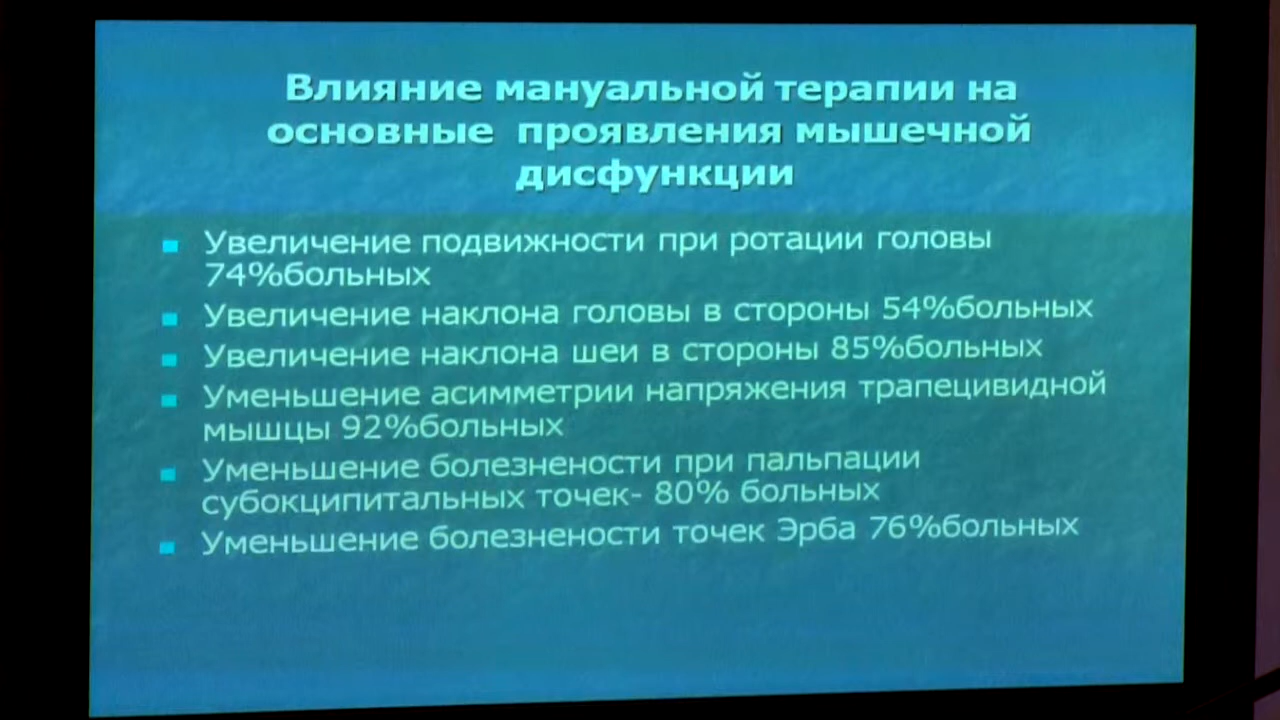 Влияние мануальной терапии на
основные проявления мышечной
дисфункции
Увеличение подвижности при ротации головы
74%больных
Увеличение наклона головы в стороны 54%больных
Увеличение наклона шеи в стороны 85%больных
Уменьшение асимметрии напряжения трапецивидной
мышцы 92%больных
Уменьшение болезнености при пальпации
субокципитальных точек- 80% больных
Уменьшение болезнености точек Эрба 76%больных